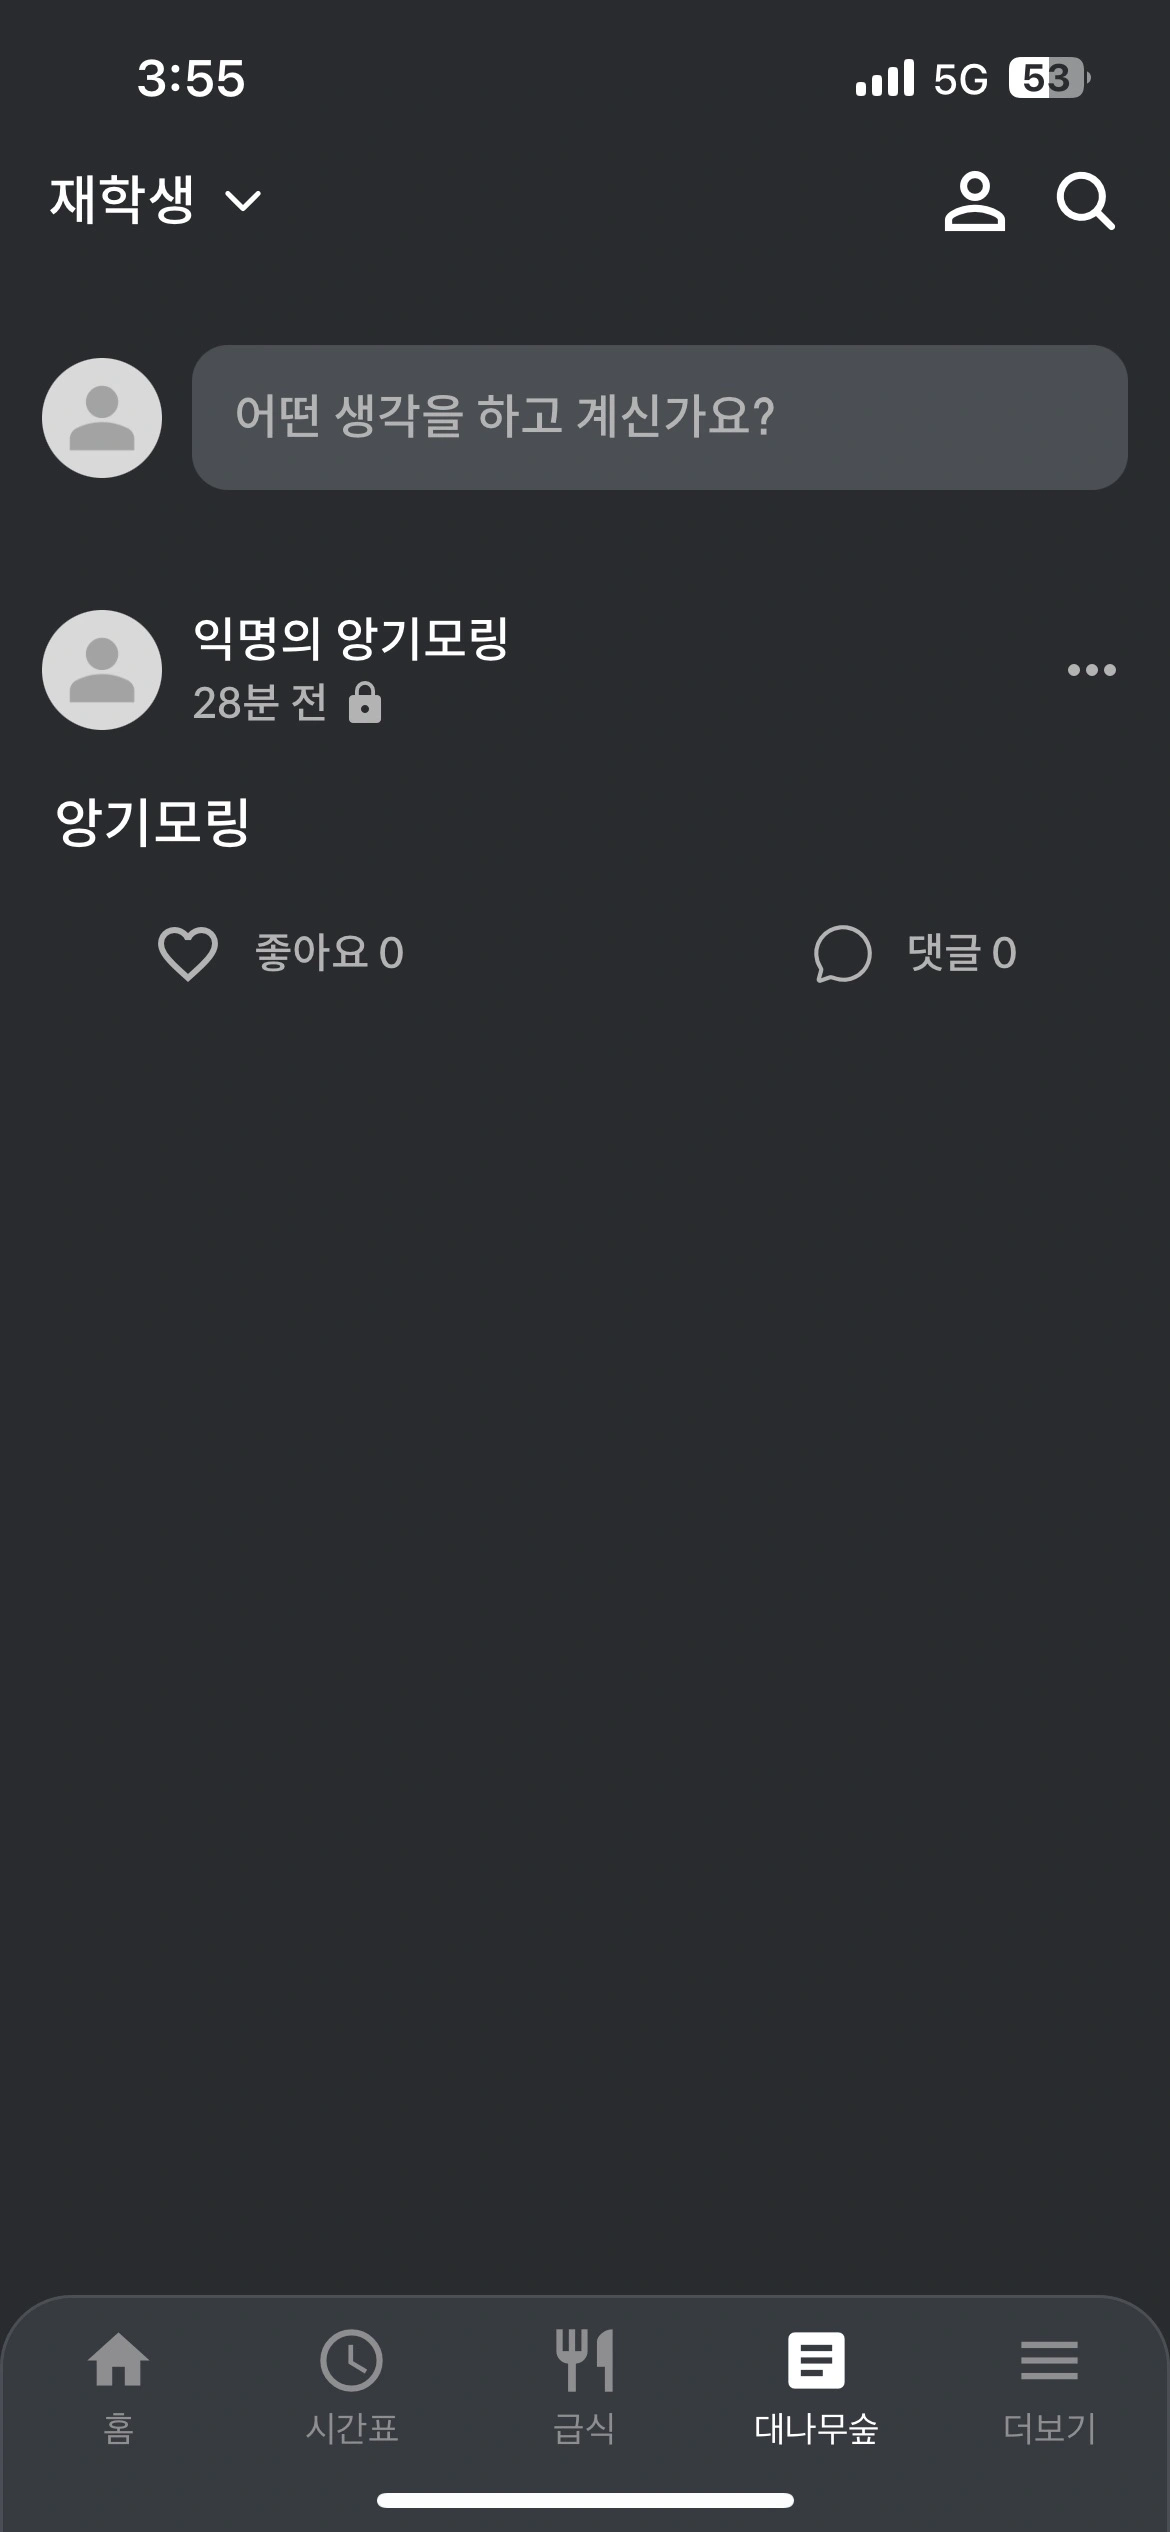 3:55
5G 53
재학생
어떤 생각을 하고 계신가요?
익명의 앙기모링
28분 전
앙기모링
좋아요 0
댓글 0
홈
시간표
급식
대나무숲
더보기